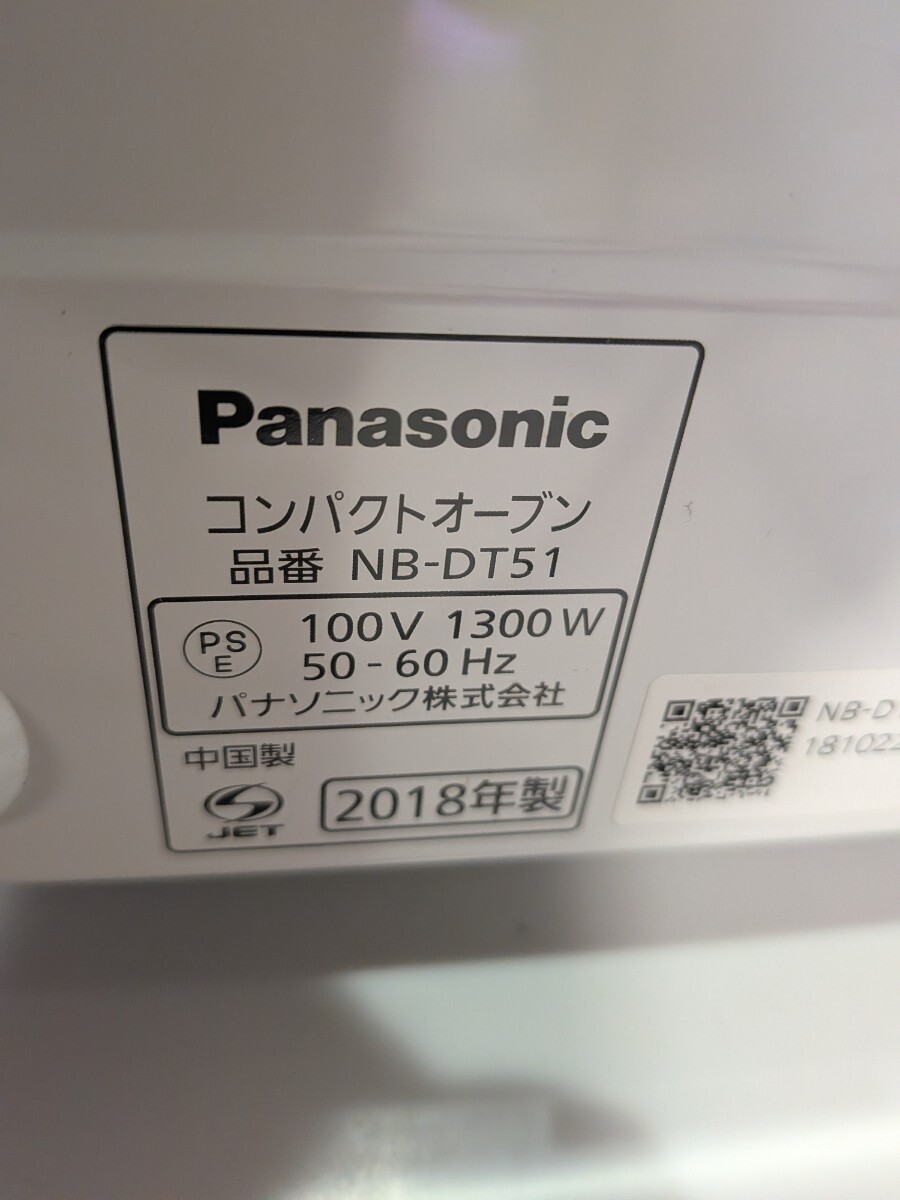 Panasonic
コンパクトオーブン
品番 NB-DT51
PS
E
100V 1300W
50-60Hz
パナソニック株式会社
中国製
JET
2018年製
NB-D
181022